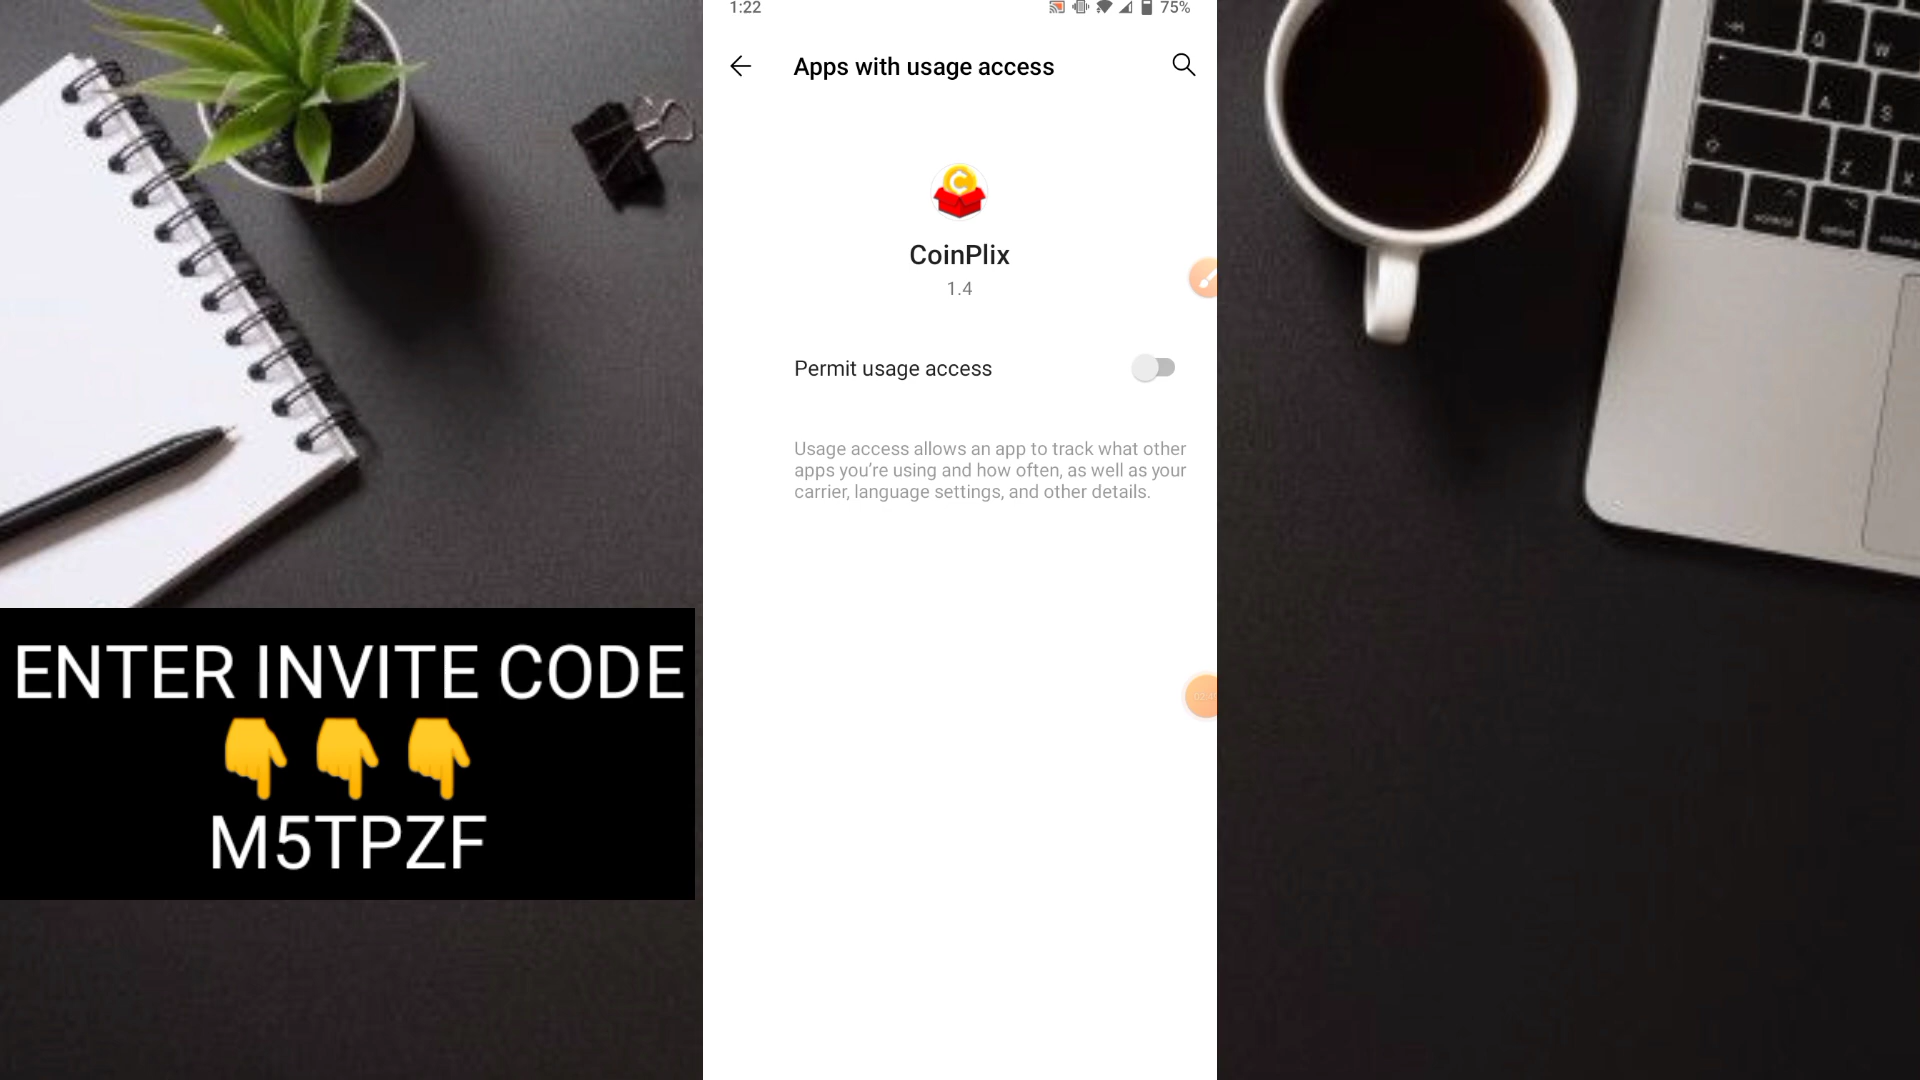 1:22
75%
Apps with usage access
CoinPlix
1.4
Permit usage access
Usage access allows an app to track what other
apps you’re using and how often, as well as your
carrier, language settings, and other details.
ENTER INVITE CODE
👇👇👇
M5TPZF
Q
W
A
S
Z
X